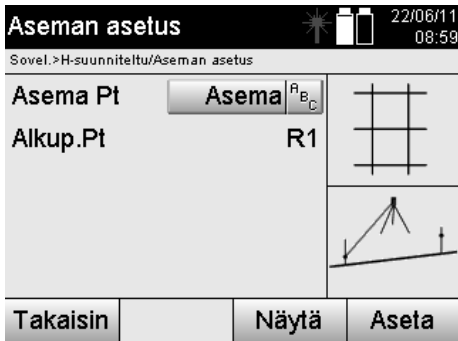 Aseman asetus
22/06/11
08:59
Sovel.>H-suunniteltu/Aseman asetus
Asema Pt Asema ABC
Alkup.Pt R1
Takaisin Näytä Aseta